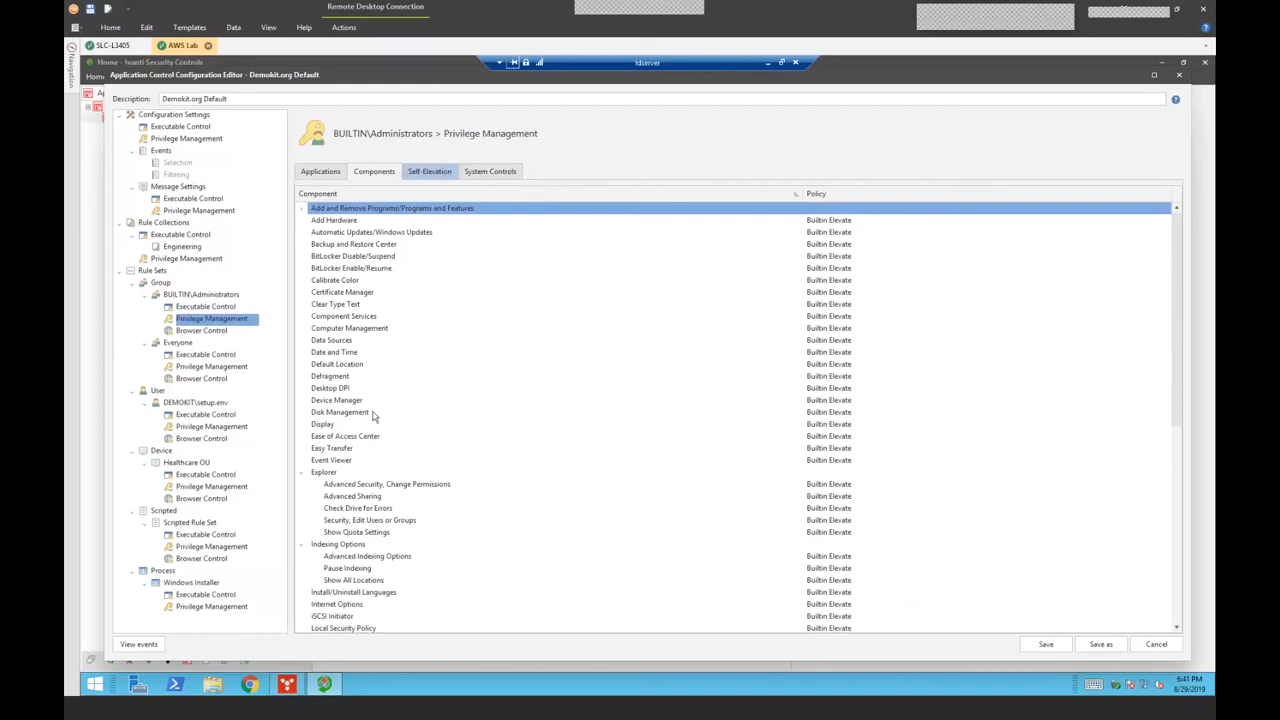 Remote Desktop Connection
Home Edit Templates Data View Help Actions
SLC-L3405 AWS Lab
Navigation
Home - Ivanti Security Controls
ldserver
Home
Application Control Configuration Editor - Demokit.org Default
Description: Demokit.org Default
Configuration Settings
Executable Control
Privilege Management
Events
Selection
Filtering
Message Settings
Executable Control
Privilege Management
Rule Collections
Executable Control
Engineering
Privilege Management
Rule Sets
Group
BUILTIN\Administrators
Executable Control
Privilege Management
Browser Control
Everyone
Executable Control
Privilege Management
Browser Control
User
DEMOKIT\setup.env
Executable Control
Privilege Management
Browser Control
Device
Healthcare OU
Executable Control
Privilege Management
Browser Control
Scripted
Scripted Rule Set
Executable Control
Privilege Management
Browser Control
Process
Windows Installer
Executable Control
Privilege Management
BUILTIN\Administrators > Privilege Management
Applications Components Self-Elevation System Controls
Component Policy
Add and Remove Programs/Programs and Features
Add Hardware Builtin Elevate
Automatic Updates/Windows Updates Builtin Elevate
Backup and Restore Center Builtin Elevate
BitLocker Disable/Suspend Builtin Elevate
BitLocker Enable/Resume Builtin Elevate
Calibrate Color Builtin Elevate
Certificate Manager Builtin Elevate
Clear Type Text Builtin Elevate
Component Services Builtin Elevate
Computer Management Builtin Elevate
Data Sources Builtin Elevate
Date and Time Builtin Elevate
Default Location Builtin Elevate
Defragment Builtin Elevate
Desktop DPI Builtin Elevate
Device Manager Builtin Elevate
Disk Management Builtin Elevate
Display Builtin Elevate
Ease of Access Center Builtin Elevate
Easy Transfer Builtin Elevate
Event Viewer Builtin Elevate
Explorer
Advanced Security, Change Permissions Builtin Elevate
Advanced Sharing Builtin Elevate
Check Drive for Errors Builtin Elevate
Security, Edit Users or Groups Builtin Elevate
Show Quota Settings Builtin Elevate
Indexing Options
Advanced Indexing Options Builtin Elevate
Pause Indexing Builtin Elevate
Show All Locations Builtin Elevate
Install/Uninstall Languages Builtin Elevate
Internet Options Builtin Elevate
iSCSI Initiator Builtin Elevate
Local Security Policy Builtin Elevate
View events Save Save as Cancel
6:41 PM
8/29/2019